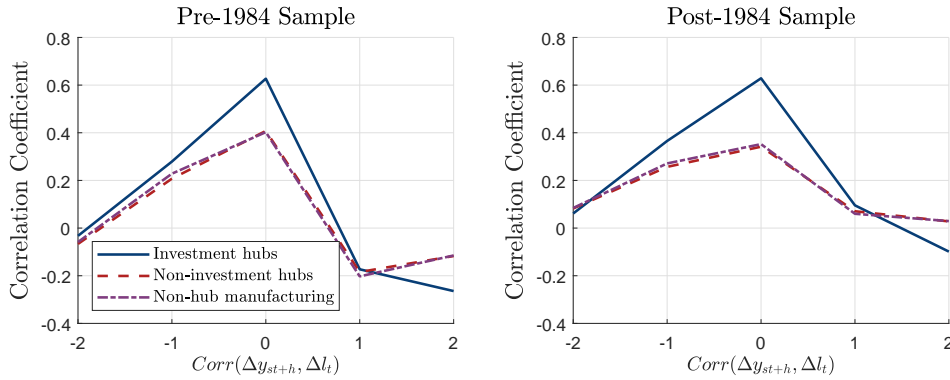 Pre-1984 Sample
Correlation Coefficient
0.8
0.6
0.4
0.2
0
-0.2
-0.4
Investment hubs
Non-investment hubs
Non-hub manufacturing
-2
-1
0
1
2
Corr(Δy_{st+h}, Δl_t)
Post-1984 Sample
Correlation Coefficient
0.8
0.6
0.4
0.2
0
-0.2
-0.4
-2
-1
0
1
2
Corr(Δy_{st+h}, Δl_t)